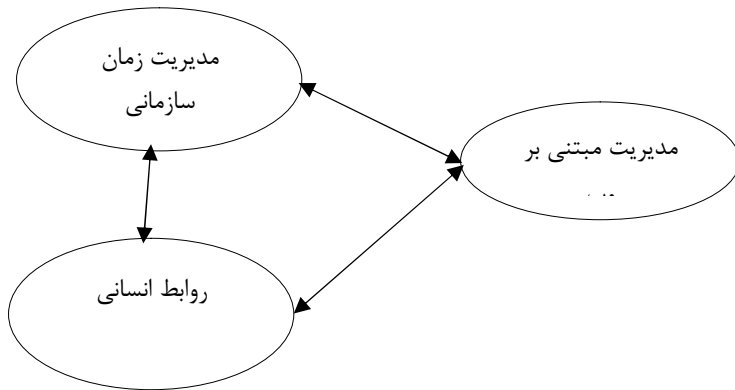 مدیریت زمان
سازمانی
مدیریت مبتنی بر
روابط انسانی